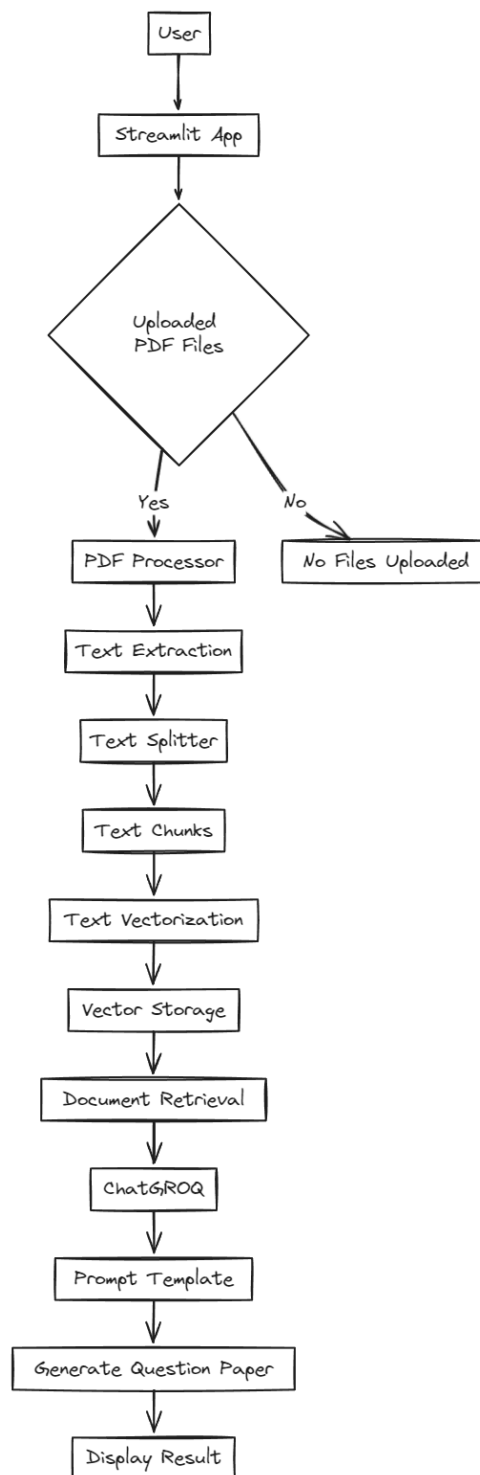 User
Streamlit App
Uploaded
PDF Files
Yes
No
PDF Processor
No Files Uploaded
Text Extraction
Text Splitter
Text Chunks
Text Vectorization
Vector Storage
Document Retrieval
ChatGROQ
Prompt Template
Generate Question Paper
Display Result